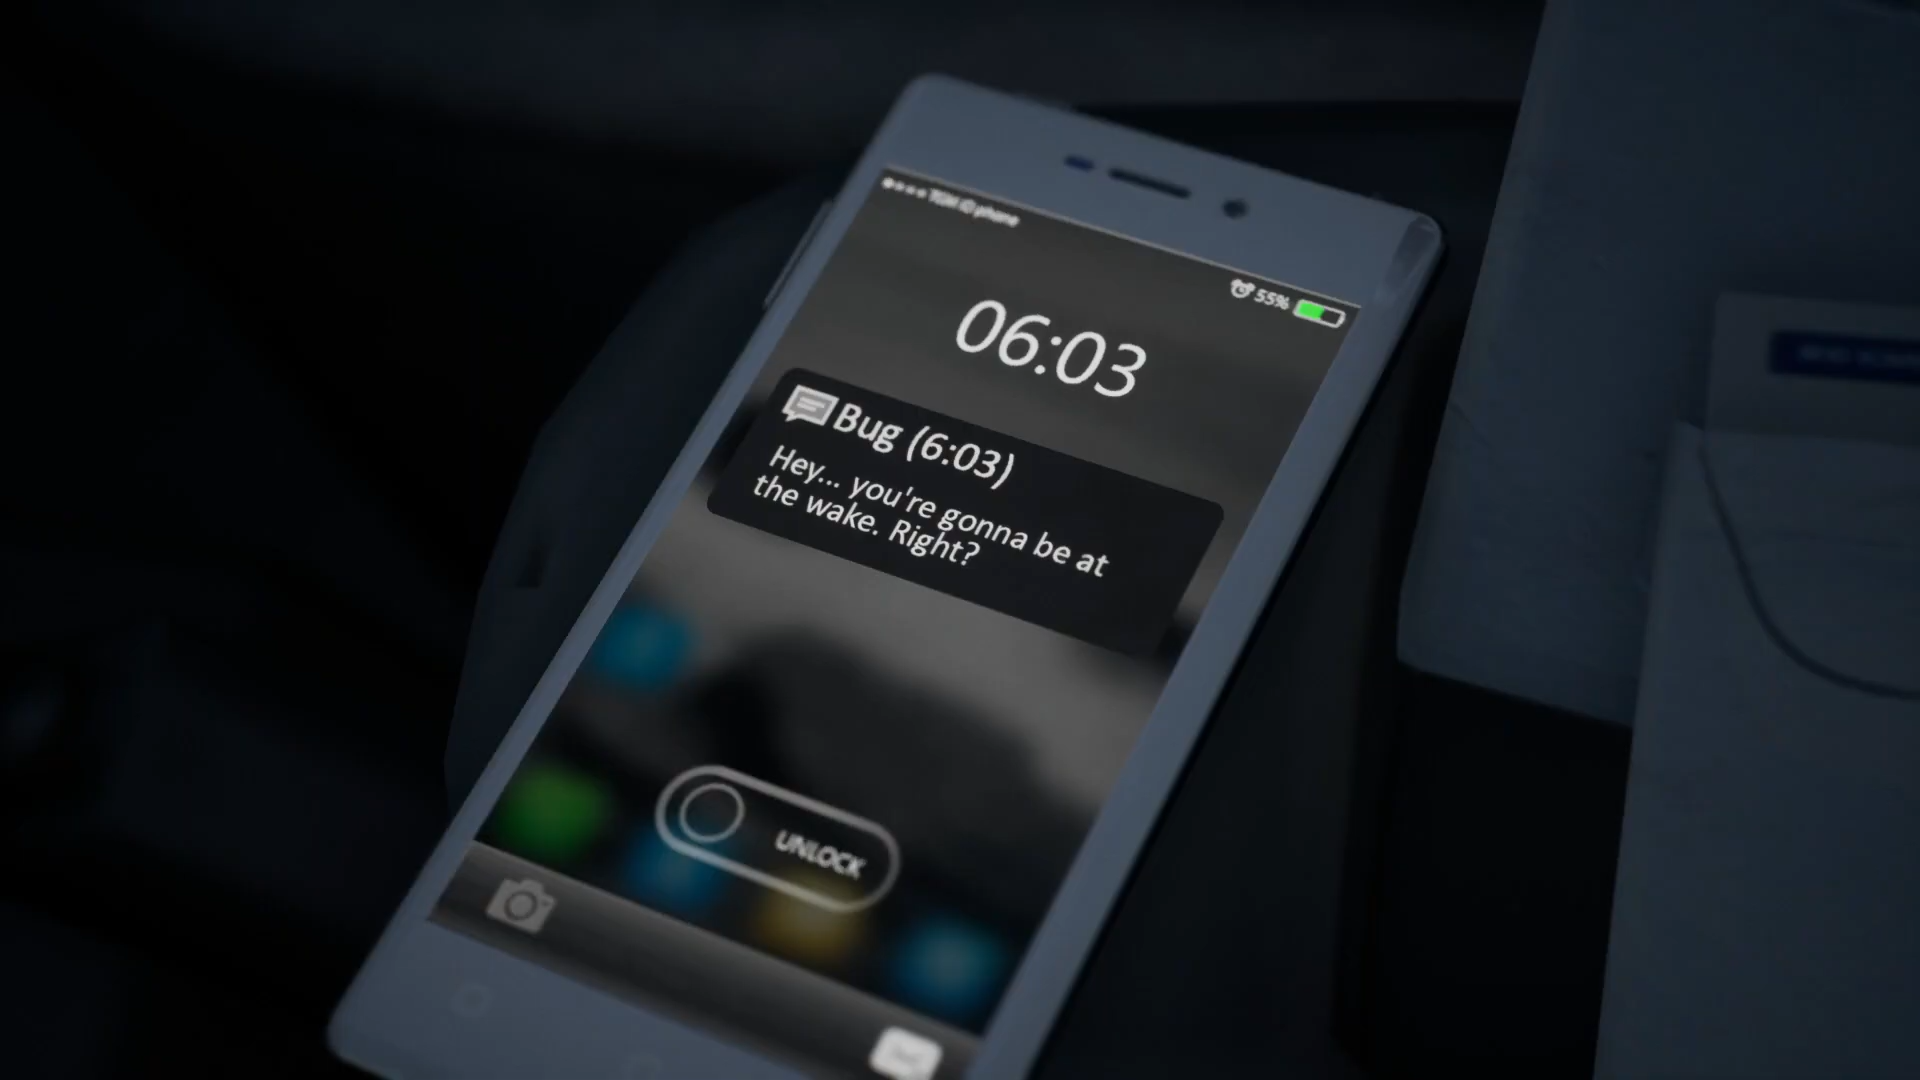 55%
06:03
Bug (6:03)
Hey... you're gonna be at
the wake. Right?
UNLOCK